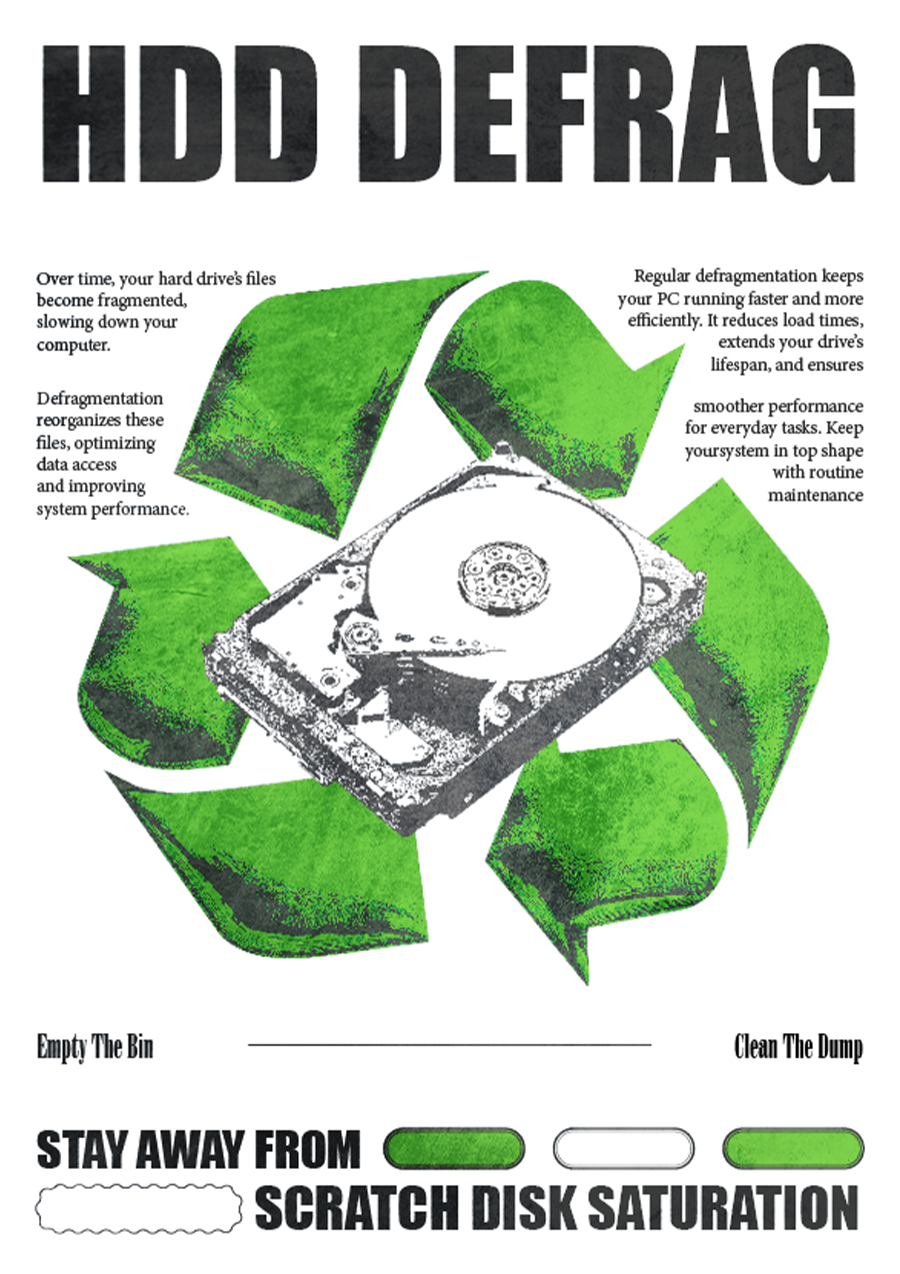 HDD DEFRAG
Over time, your hard drive's files
become fragmented,
slowing down your
computer.
Defragmentation
reorganizes these
files, optimizing
data access
and improving
system performance.
Regular defragmentation keeps
your PC running faster and more
efficiently. It reduces load times,
extends your drive's
lifespan, and ensures
smoother performance
for everyday tasks. Keep
yoursystem in top shape
with routine
maintenance
Empty The Bin
Clean The Dump
STAY AWAY FROM
SCRATCH DISK SATURATION